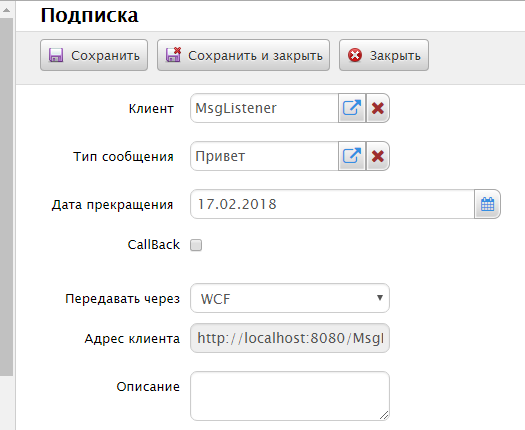 Подписка
Сохранить Сохранить и закрыть Закрыть
Клиент MsgListener
Тип сообщения Привет
Дата прекращения 17.02.2018
CallBack
Передавать через WCF
Адрес клиента http://localhost:8080/Msgl
Описание